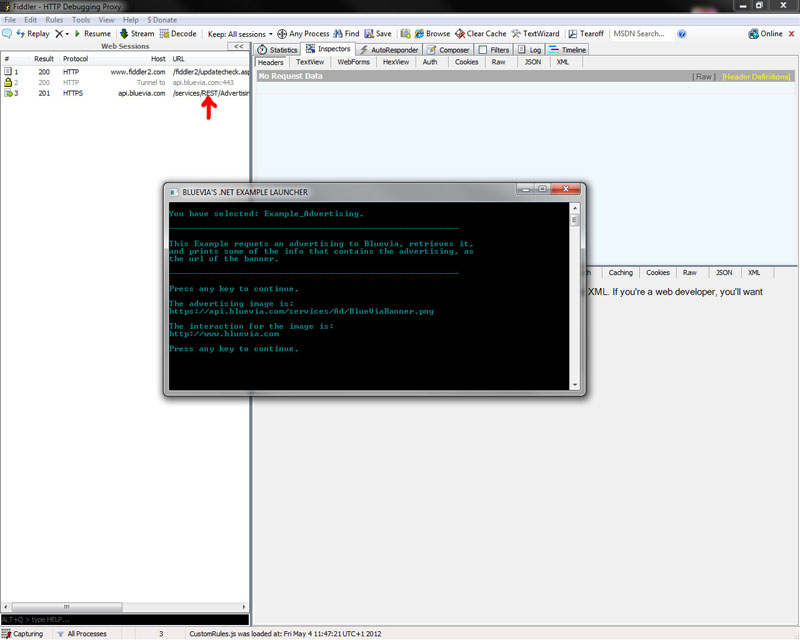 Fiddler - HTTP Debugging Proxy
File Edit Rules Tools View Help $ Donate
Replay Resume Stream Decode Keep: All sessions Any Process Find Save Browse Clear Cache TextWizard Tearoff MSDN Search... Online
Web Sessions <<
Statistics Inspectors AutoResponder Composer Filters Log Timeline
# Result Protocol Host URL
Headers TextView WebForms HexView Auth Cookies Raw JSON XML
1 200 HTTP www.fiddler2.com /fiddler2/updatecheck.asp
No Request Data [ Raw ] [Header Definitions]
2 200 HTTP Tunnel to api.bluevia.com:443
3 201 HTTPS api.bluevia.com /services/REST/Advertisin
BLUEVIA'S .NET EXAMPLE LAUNCHER
You have selected: Example_Advertising.
This Example requets an advertising to Bluevia, retrieves it,
and prints some of the info that contains the advertising, as
the url of the banner.
Press any key to continue.
The advertising image is:
https://api.bluevia.com/services/Ad/BlueViaBanner.png
The interaction for the image is:
http://www.bluevia.com
Press any key to continue.
Caching Cookies Raw JSON XML
XML. If you're a web developer, you'll want
ALT+Q > type HELP...
Capturing All Processes 3 CustomRules.js was loaded at: Fri May 4 11:47:21 UTC+1 2012